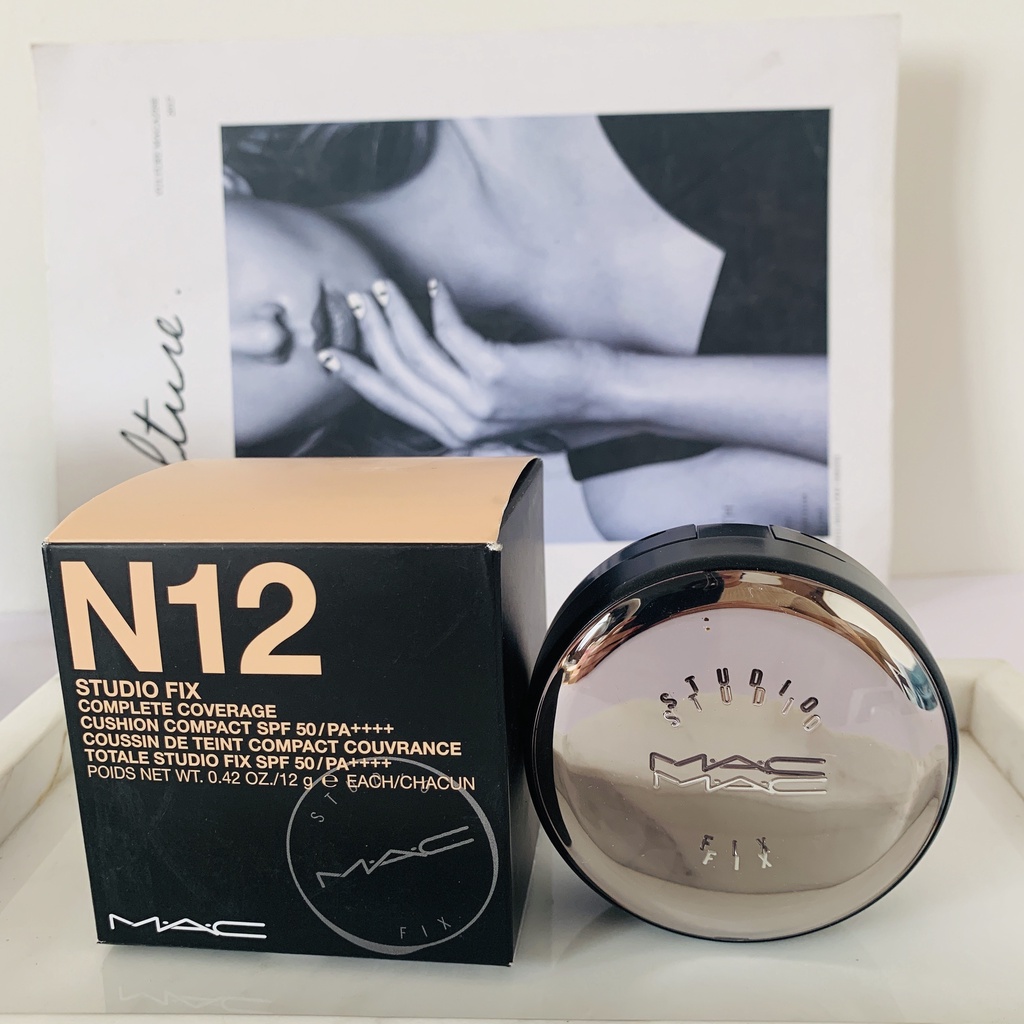 lture.
N12
STUDIO FIX
COMPLETE COVERAGE
CUSHION COMPACT SPF 50/PA++++
COUSSIN DE TEINT COMPACT COUVRANCE
TOTALE STUDIO FIX SPF 50/PA++++
POIDS NET WT. 0.42 OZ./12 g ℮ EACH/CHACUN
STUDIO
M·A·C
FIX
M·A·C
STUDIO
M·A·C
FIX